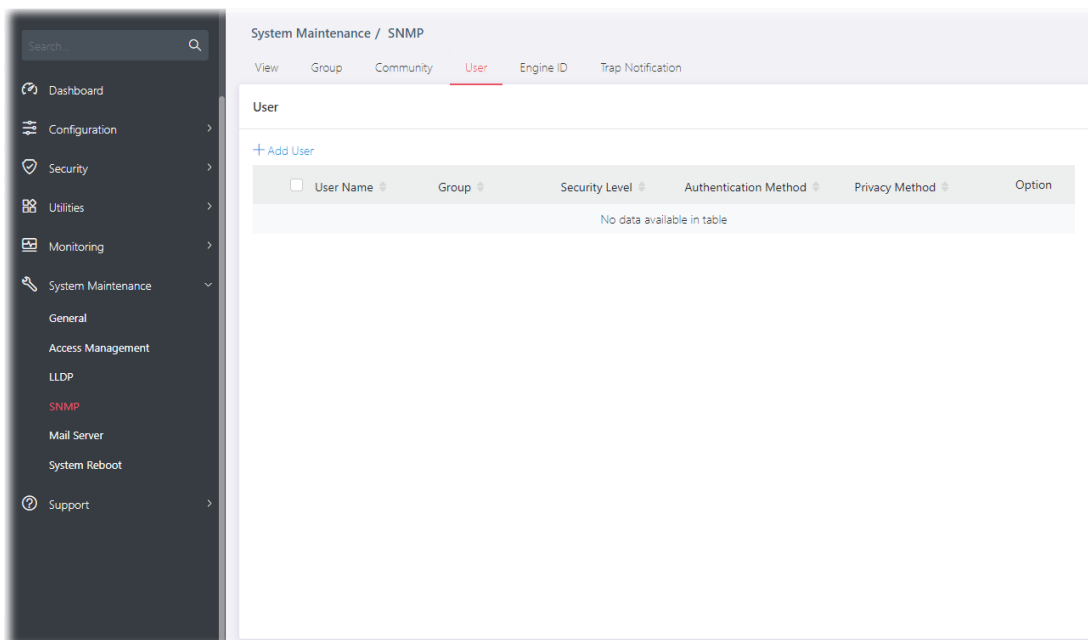 Search...
Dashboard
Configuration
Security
Utilities
Monitoring
System Maintenance
General
Access Management
LLDP
SNMP
Mail Server
System Reboot
Support
System Maintenance / SNMP
View Group Community User Engine ID Trap Notification
User
+ Add User
User Name Group Security Level Authentication Method Privacy Method Option
No data available in table